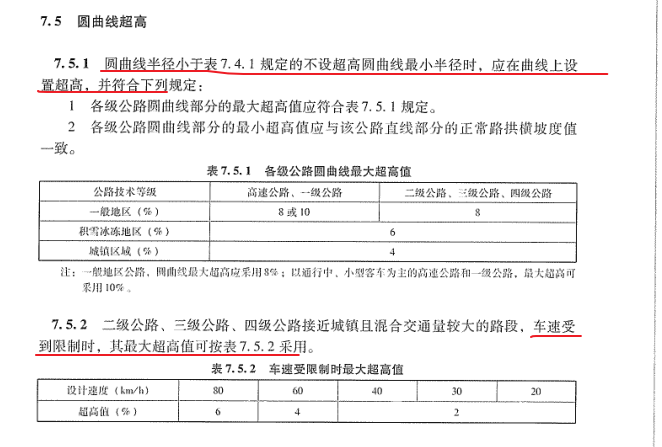 7.5 圆曲线超高
7.5.1 圆曲线半径小于表7.4.1规定的不设超高圆曲线最小半径时，应在曲线上设
置超高，并符合下列规定：
1 各级公路圆曲线部分的最大超高值应符合表7.5.1规定。
2 各级公路圆曲线部分的最小超高值应与该公路直线部分的正常路拱横坡度值
一致。
表7.5.1 各级公路圆曲线最大超高值
公路技术等级 高速公路、一级公路 二级公路、三级公路、四级公路
一般地区（%） 8或10 8
积雪冰冻地区（%） 6
城镇区域（%） 4
注：一般地区公路，圆曲线最大超高应采用8%；以通行中、小型客车为主的高速公路和一级公路，最大超高可
采用10%。
7.5.2 二级公路、三级公路、四级公路接近城镇且混合交通量较大的路段，车速受
到限制时，其最大超高值可按表7.5.2采用。
表7.5.2 车速受限制时最大超高值
设计速度（km/h） 80 60 40 30 20
超高值（%） 6 4 2